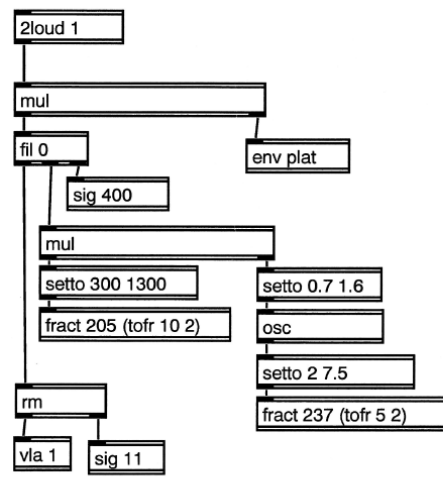 2loud 1
mul
fil 0
env plat
sig 400
mul
setto 300 1300
setto 0.7 1.6
fract 205 (tofr 10 2)
osc
setto 2 7.5
rm
fract 237 (tofr 5 2)
vla 1
sig 11